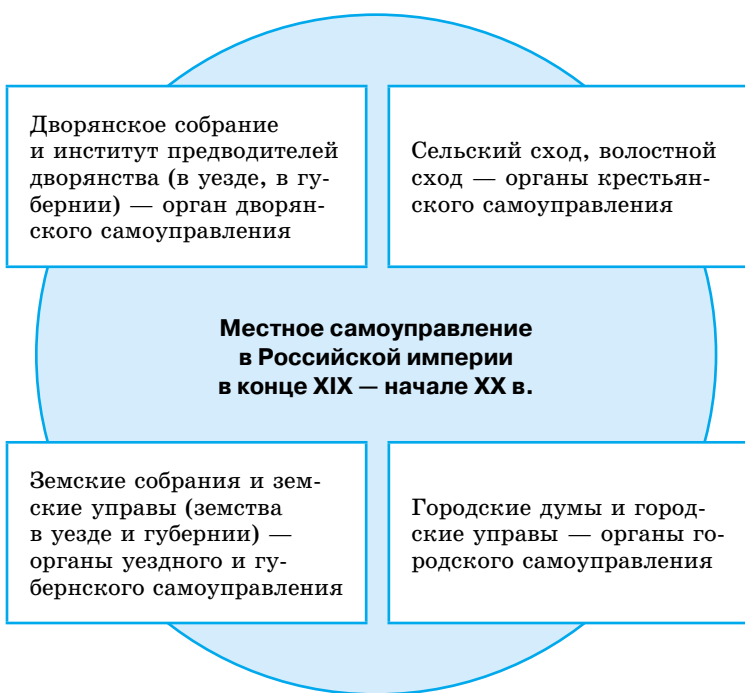 Дворянское собрание
и институт предводителей
дворянства (в уезде, в гу-
бернии) — орган дворян-
ского самоуправления
Сельский сход, волостной
сход — органы крестьян-
ского самоуправления
Местное самоуправление
в Российской империи
в конце XIX — начале XX в.
Земские собрания и зем-
ские управы (земства
в уезде и губернии) —
органы уездного и гу-
бернского самоуправления
Городские думы и город-
ские управы — органы го-
родского самоуправления